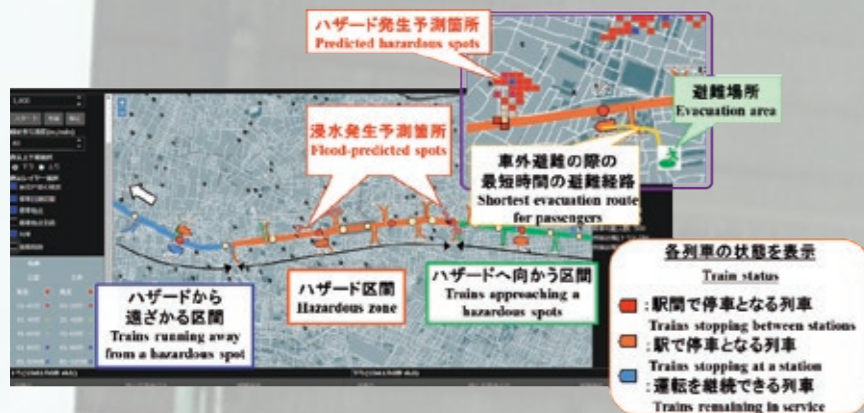 ハザード発生予測箇所
Predicted hazardous spots
避難場所
Evacuation area
浸水発生予測箇所
Flood-predicted spots
車外避難の際の
最短時間の避難経路
Shortest evacuation route
for passengers
ハザードから
遠ざかる区間
Trains running away
from a hazardous spot
ハザード区間
Hazardous zone
ハザードへ向かう区間
Trains approaching a
hazardous spots
各列車の状態を表示
Train status
:駅間で停車となる列車
Trains stopping between stations
:駅で停車となる列車
Trains stopping at a station
:運転を継続できる列車
Trains remaining in service